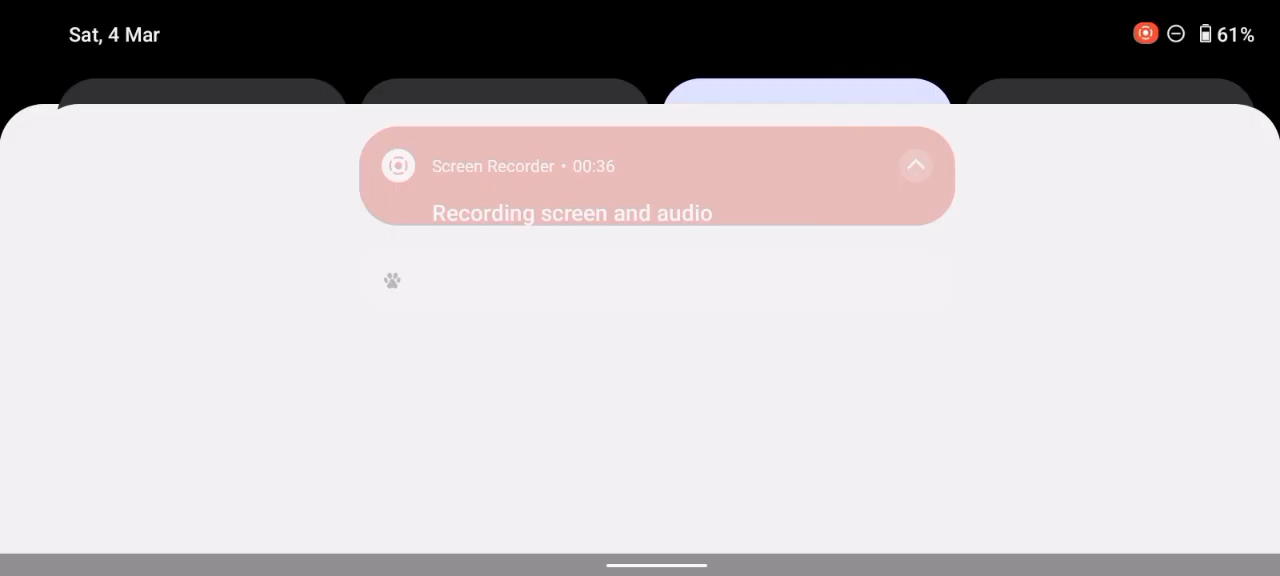 Sat, 4 Mar
61%
Screen Recorder • 00:36
Recording screen and audio